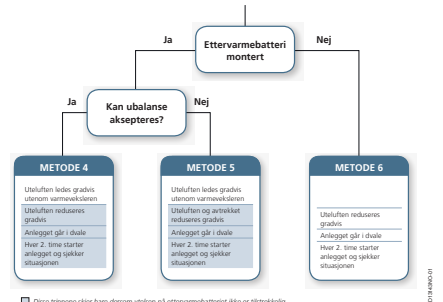 Ja
Ettervarmebatteri
montert
Nej
Ja
Kan ubalanse
aksepteres?
Nej
METODE 4
Uteluften ledes gradvis
utenom varmeveksleren
Uteluften reduseres
gradvis
Anlegget går i dvale
Hver 2. time starter
anlegget og sjekker
situasjonen
METODE 5
Uteluften ledes gradvis
utenom varmeveksleren
Uteluften og avtrekket
reduseres gradvis
Anlegget går i dvale
Hver 2. time starter
anlegget og sjekker
situasjonen
METODE 6
Uteluften reduseres
gradvis
Anlegget går i dvale
Hver 2. time starter
anlegget og sjekker
situasjonen